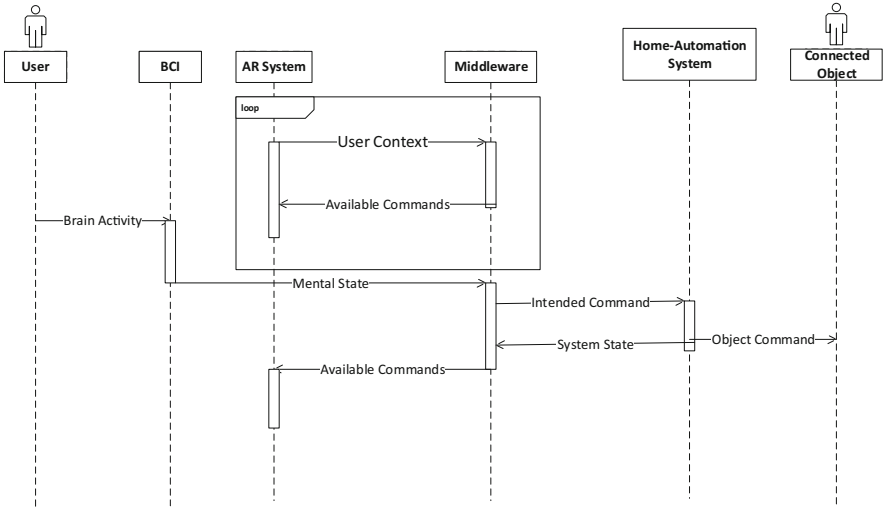 User
BCI
AR System
Middleware
Home-Automation
System
Connected
Object
loop
User Context
Available Commands
Brain Activity
Mental State
Intended Command
System State
Object Command
Available Commands